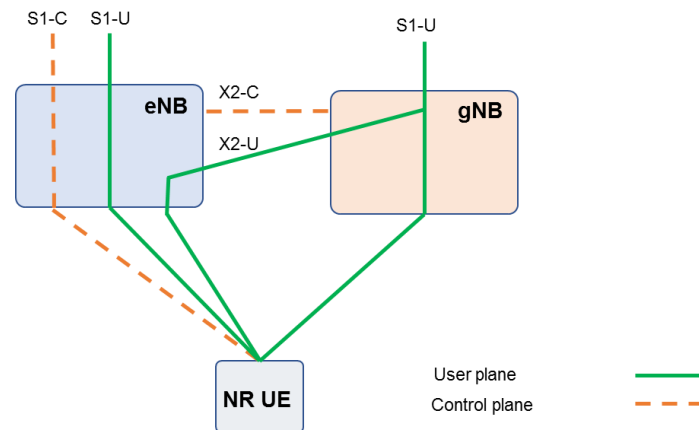 S1-C
S1-U
S1-U
X2-C
eNB
gNB
X2-U
NR UE
User plane
Control plane